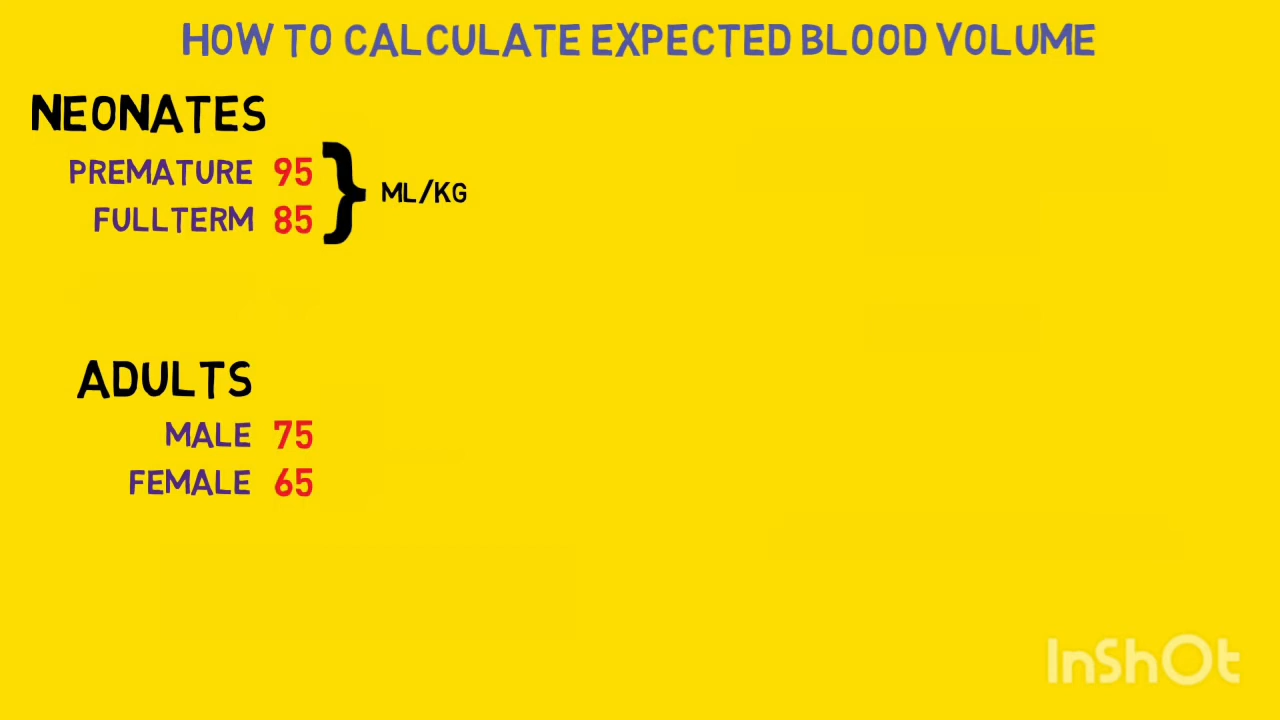 HOW TO CALCULATE EXPECTED BLOOD VOLUME
NEONATES
PREMATURE 95
FULLTERM 85
ML/KG
ADULTS
MALE 75
FEMALE 65
InShOt